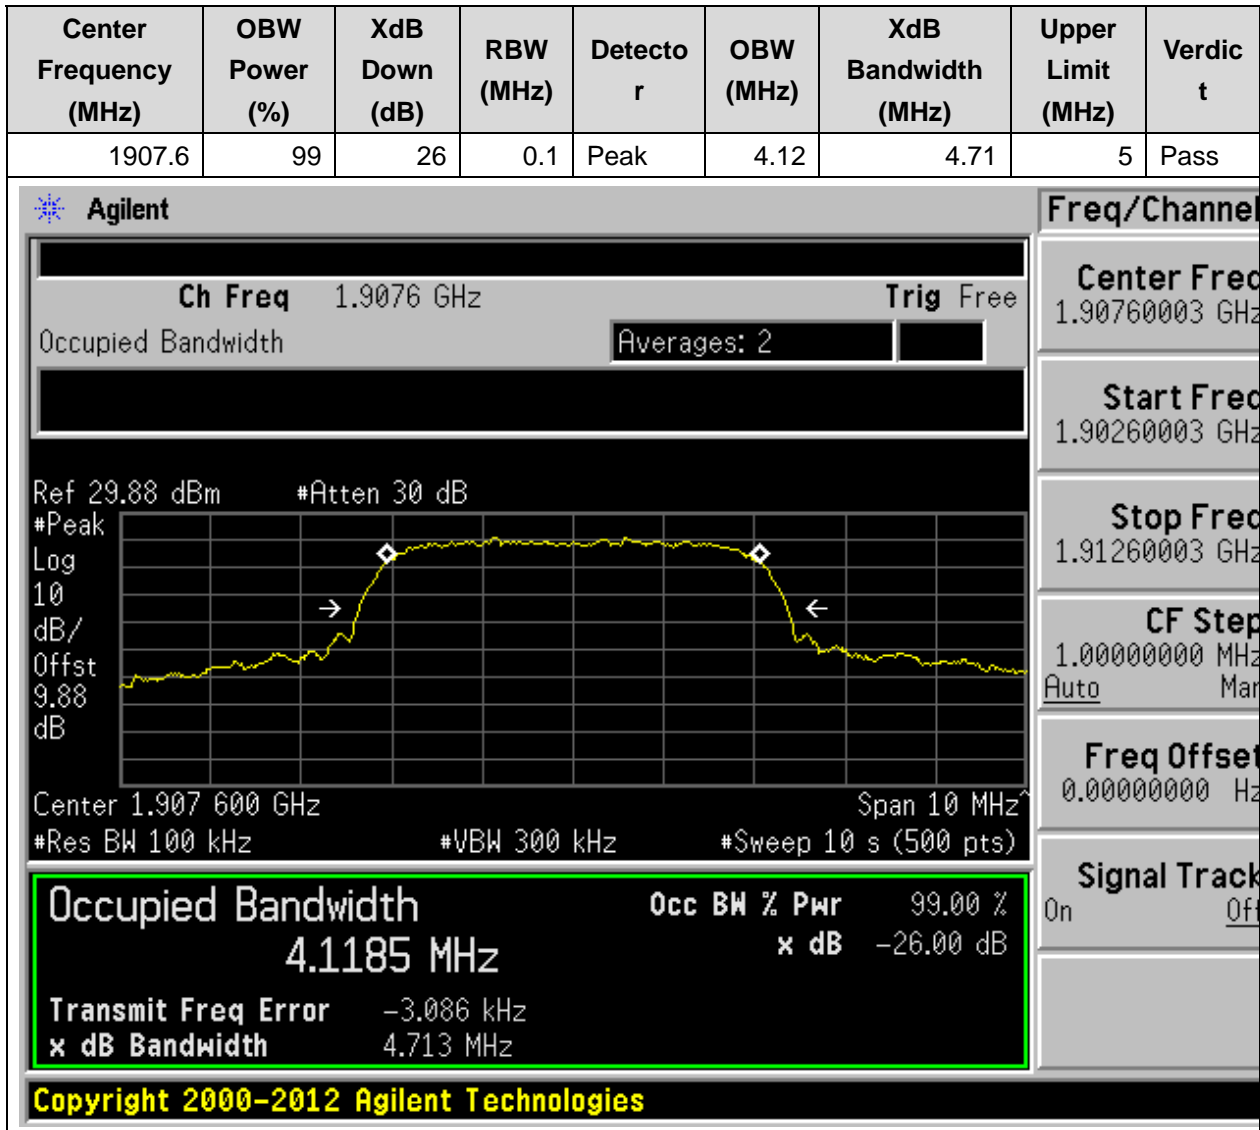 Center Frequency (MHz) OBW Power (%) XdB Down (dB) RBW (MHz) Detector OBW (MHz) XdB Bandwidth (MHz) Upper Limit (MHz) Verdict
1907.6 99 26 0.1 Peak 4.12 4.71 5 Pass
Agilent
Freq/Channel
Ch Freq 1.9076 GHz Trig Free
Occupied Bandwidth Averages: 2
Center Freq
1.90760003 GHz
Start Freq
1.90260003 GHz
Stop Freq
1.91260003 GHz
CF Step
1.00000000 MHz
Auto Man
Freq Offset
0.00000000 Hz
Signal Track
On Off
Ref 29.88 dBm #Atten 30 dB
#Peak
Log
10
dB/
Offst
9.88
dB
Center 1.907 600 GHz Span 10 MHz^
#Res BW 100 kHz #VBW 300 kHz #Sweep 10 s (500 pts)
Occupied Bandwidth
4.1185 MHz
Occ BW % Pwr 99.00 %
x dB -26.00 dB
Transmit Freq Error -3.086 kHz
x dB Bandwidth 4.713 MHz
Copyright 2000-2012 Agilent Technologies